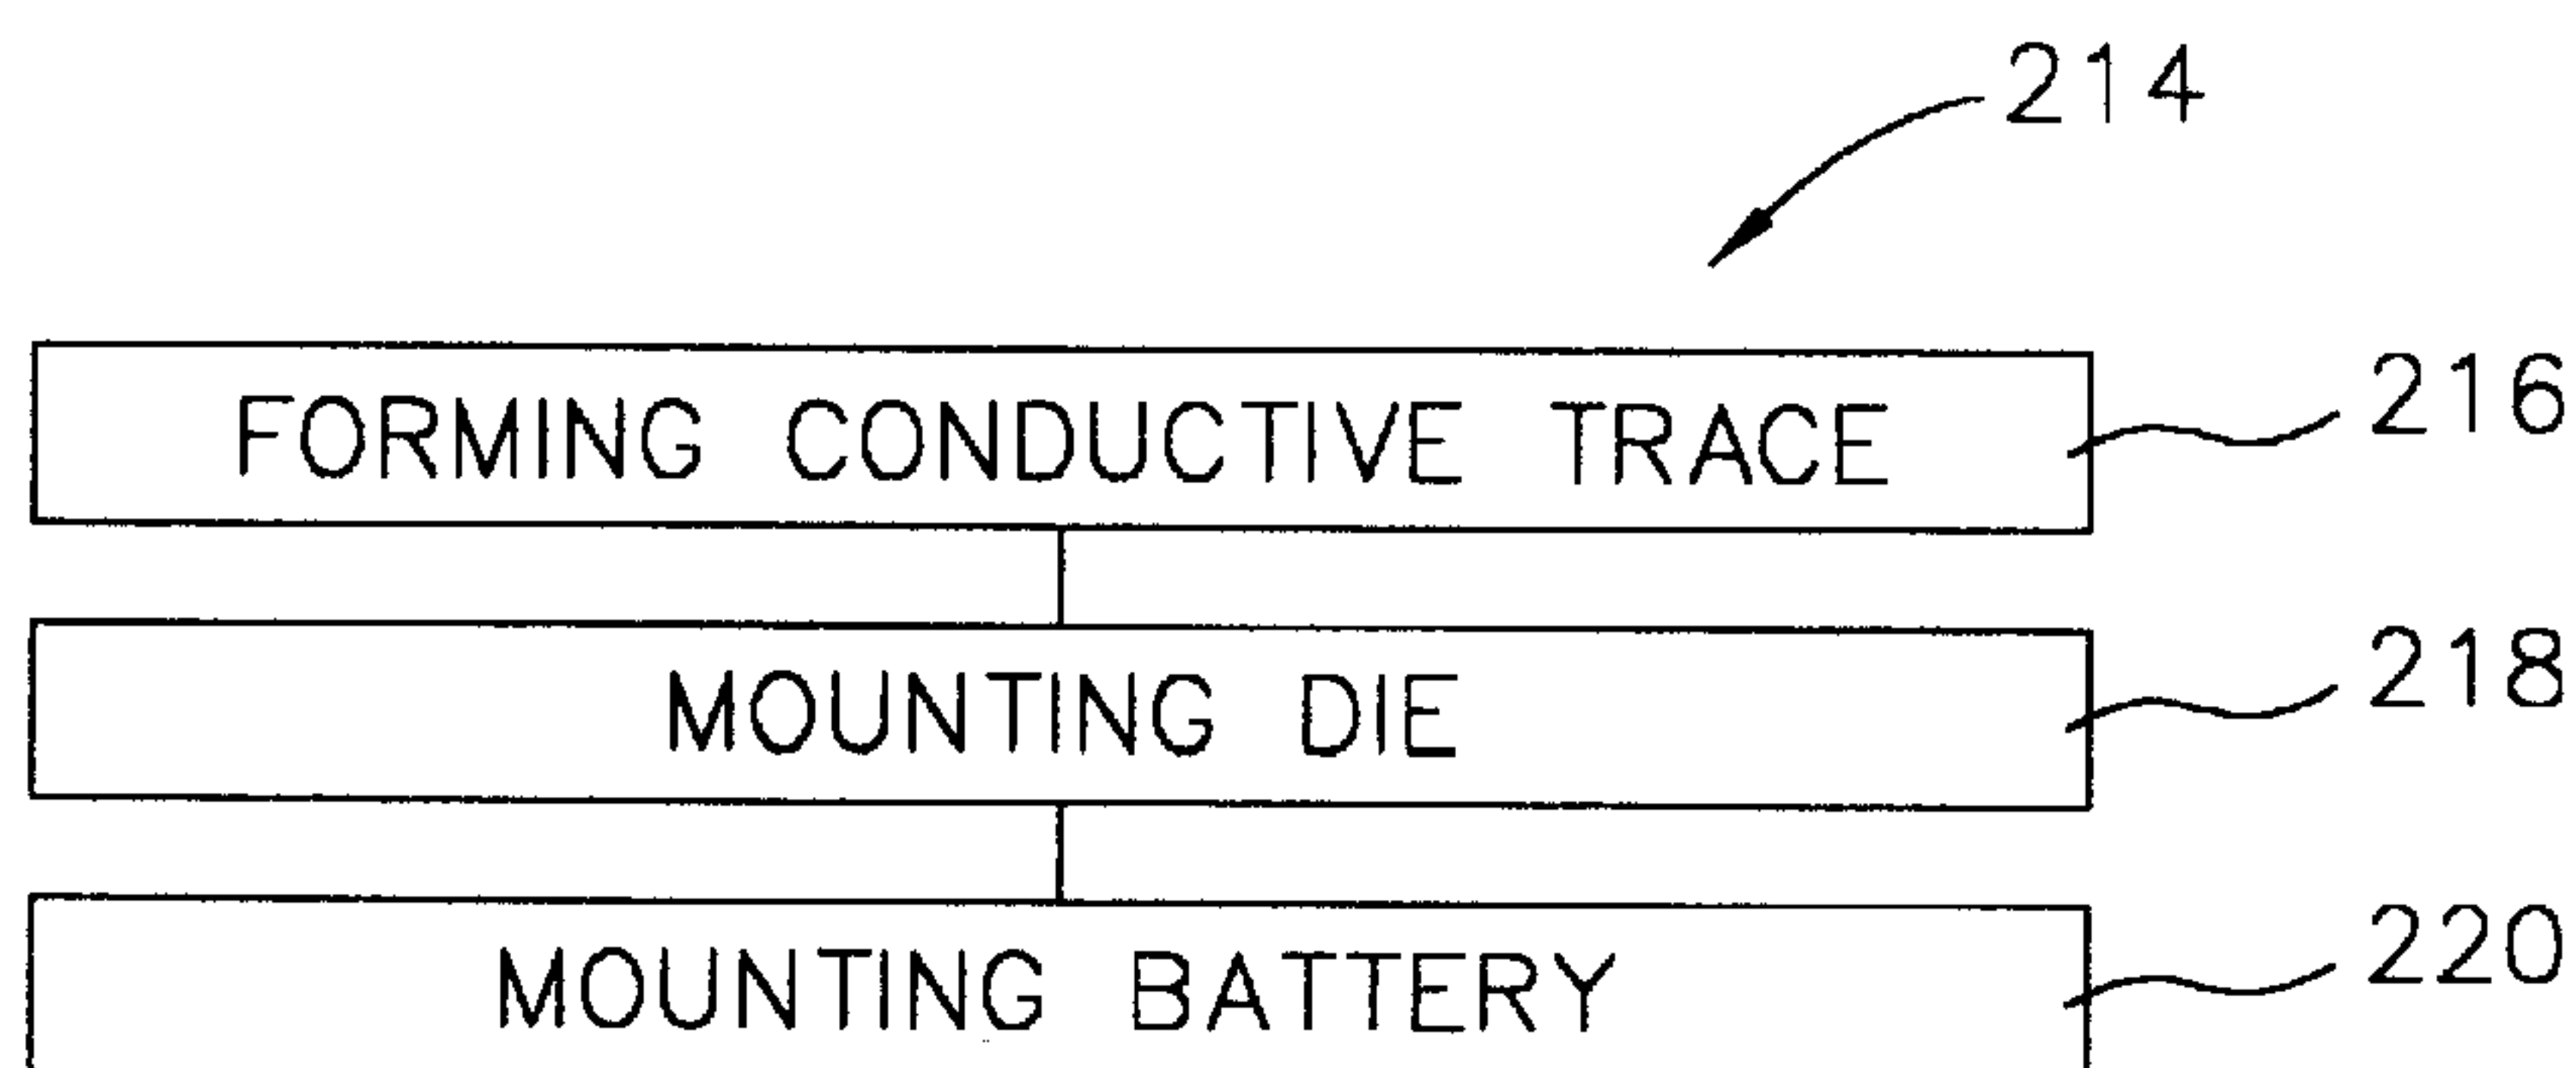 214
FORMING CONDUCTIVE TRACE 216
MOUNTING DIE 218
MOUNTING BATTERY 220